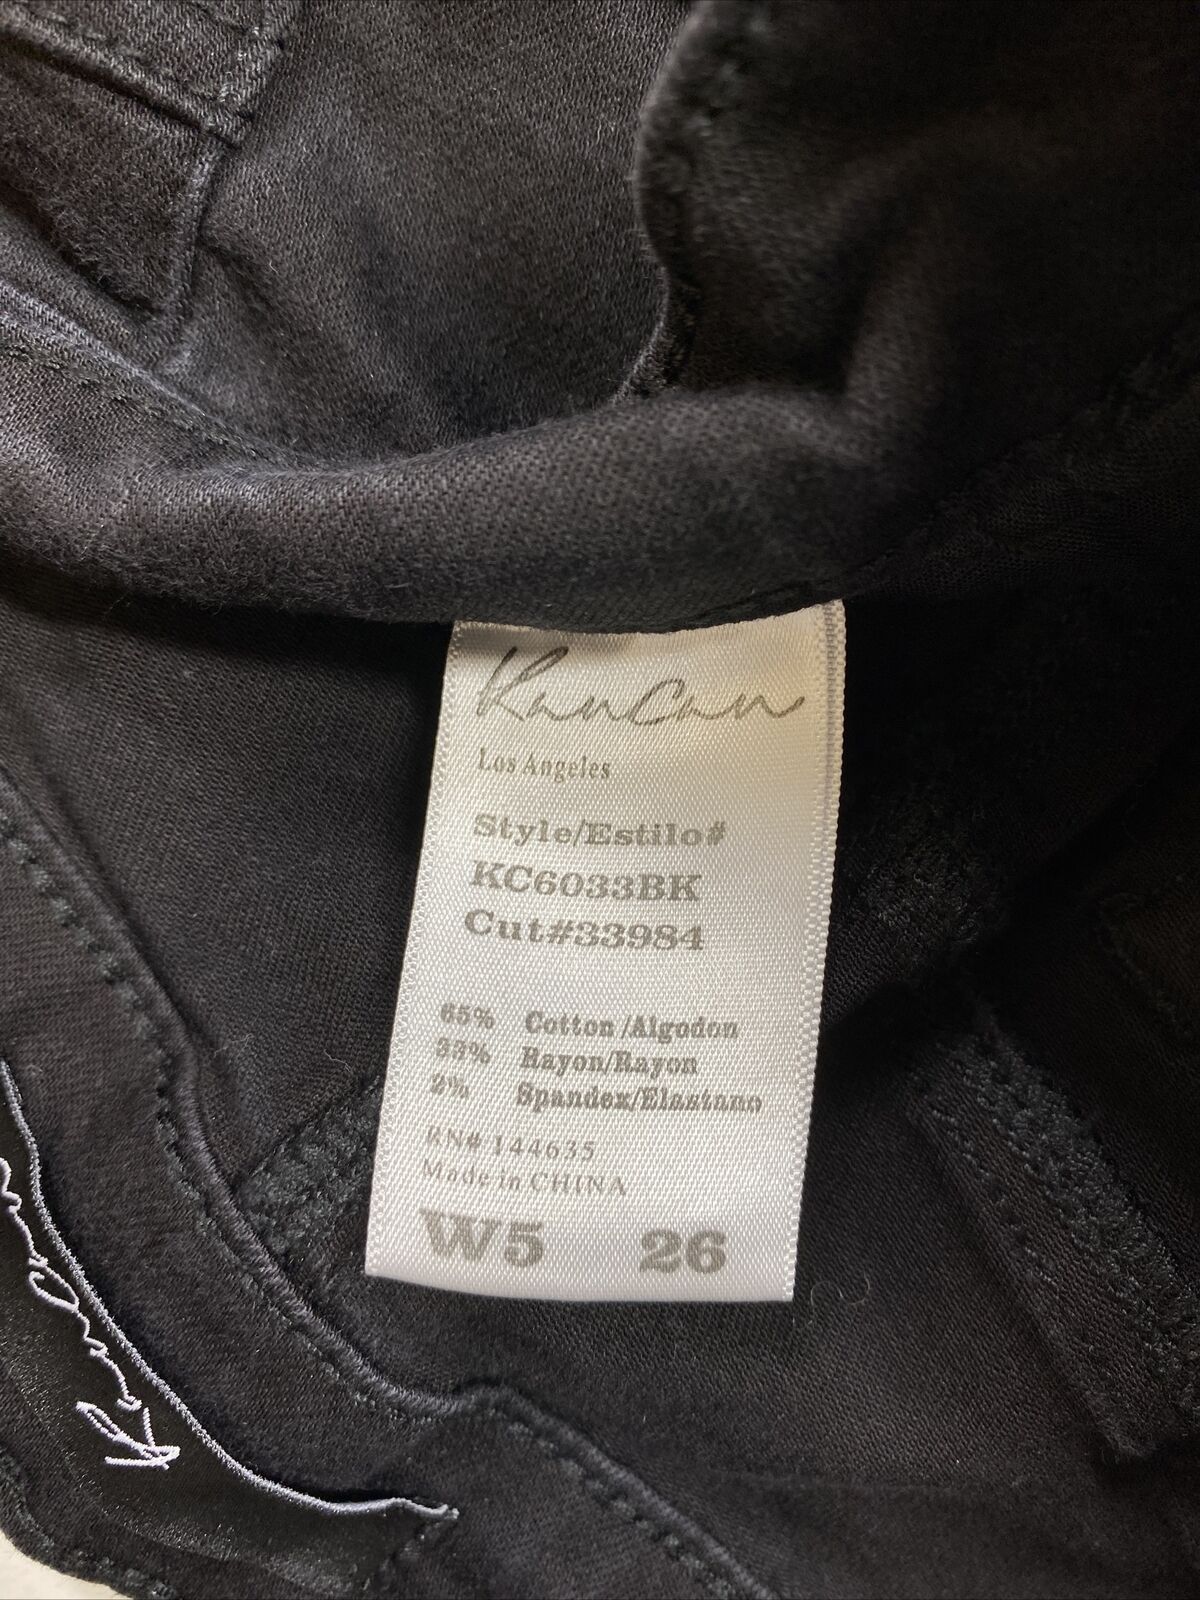 KanCan
Los Angeles
Style/Estilo#
KC6033BK
Cut#33984
65% Cotton/Algodon
33% Rayon/Rayon
2% Spandex/Elastano
RN# 144635
Made in CHINA
W5 26
KanCan